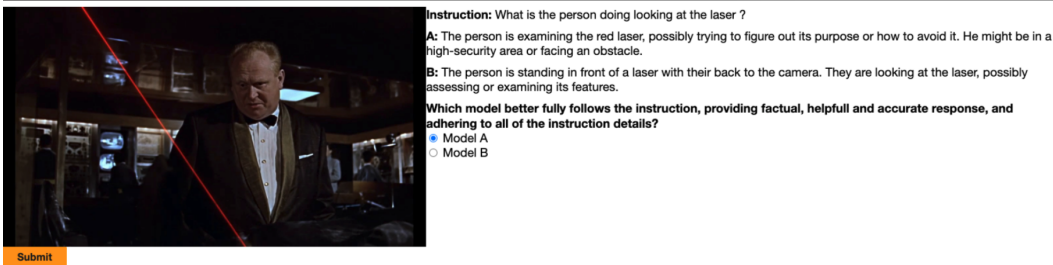 Instruction: What is the person doing looking at the laser ?
A: The person is examining the red laser, possibly trying to figure out its purpose or how to avoid it. He might be in a
high-security area or facing an obstacle.
B: The person is standing in front of a laser with their back to the camera. They are looking at the laser, possibly
assessing or examining its features.
Which model better fully follows the instruction, providing factual, helpfull and accurate response, and
adhering to all of the instruction details?
Model A
Model B
Submit